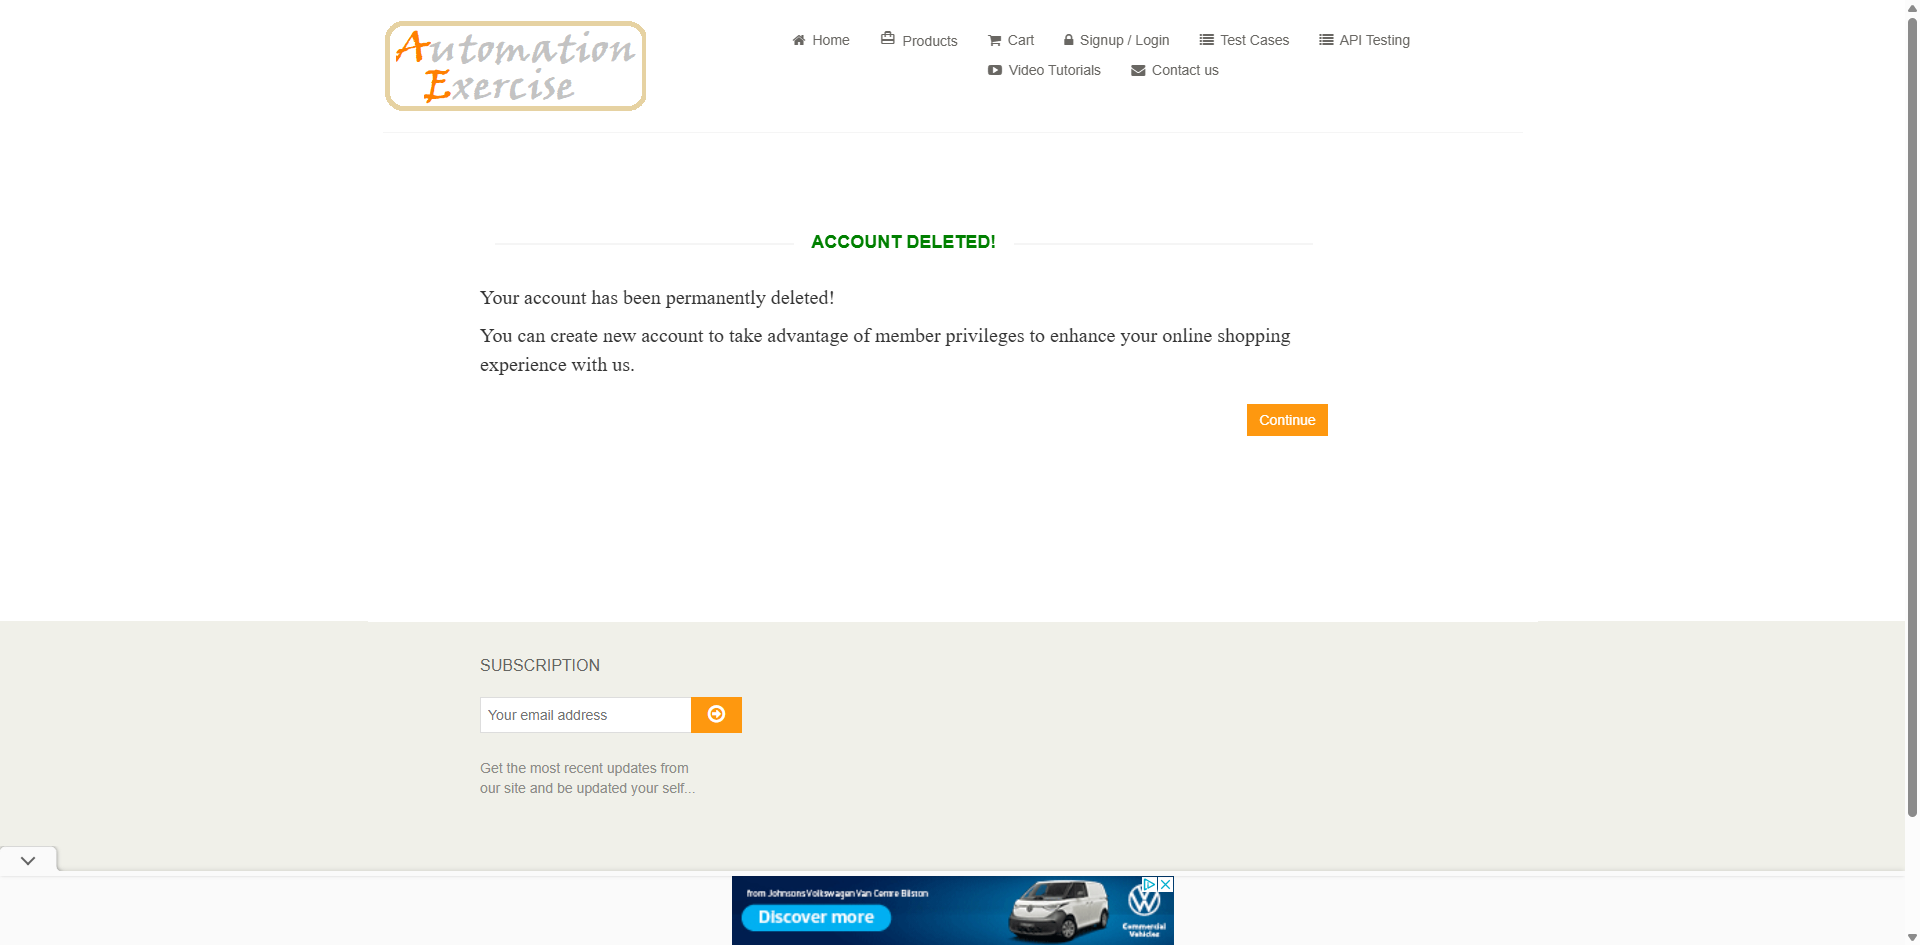 Automation
Exercise
Home
Products
Cart
Signup / Login
Test Cases
API Testing
Video Tutorials
Contact us
ACCOUNT DELETED!
Your account has been permanently deleted!
You can create new account to take advantage of member privileges to enhance your online shopping
experience with us.
Continue
SUBSCRIPTION
Your email address
Get the most recent updates from
our site and be updated your self...
from Johnsons Volkswagen Van Centre Bilston
Discover more
Commercial
Vehicles